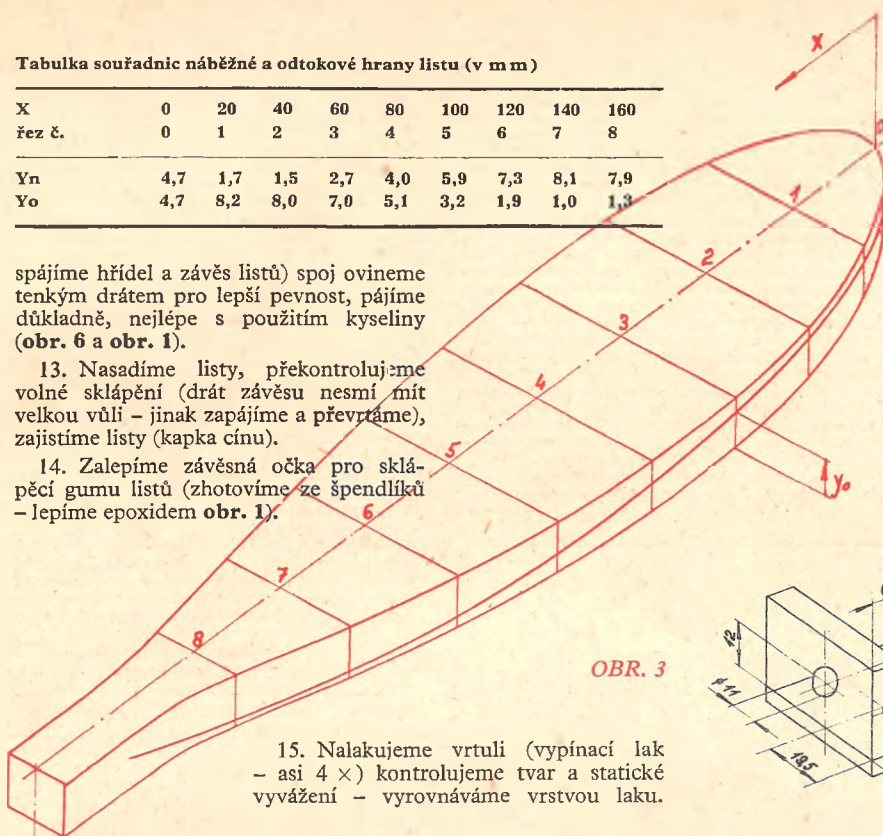 Tabulka souřadnic náběžné a odtokové hrany listu (v mm)
X 0 20 40 60 80 100 120 140 160
řez č. 0 1 2 3 4 5 6 7 8
Yn 4,7 1,7 1,5 2,7 4,0 5,9 7,3 8,1 7,9
Yo 4,7 8,2 8,0 7,0 5,1 3,2 1,9 1,0 1,3
spájíme hřídel a závěs listů) spoj ovineme
tenkým drátem pro lepší pevnost, pájíme
důkladně, nejlépe s použitím kyseliny
(obr. 6 a obr. 1).
13. Nasadíme listy, překontrolujeme
volné sklápění (drát závěsu nesmí mít
velkou vůli – jinak zapájíme a převrtáme),
zajistíme listy (kapka cínu).
14. Zalepíme závěsná očka pro sklá-
pěcí gumu listů (zhotovíme ze špendlíků
– lepíme epoxidem obr. 1).
x
1
2
3
4
5
6
7
8
yo
OBR. 3
12
ø 11
19,5
15. Nalakujeme vrtuli (vypínací lak
– asi 4 ×) kontrolujeme tvar a statické
vyvážení – vyrovnáváme vrstvou laku.